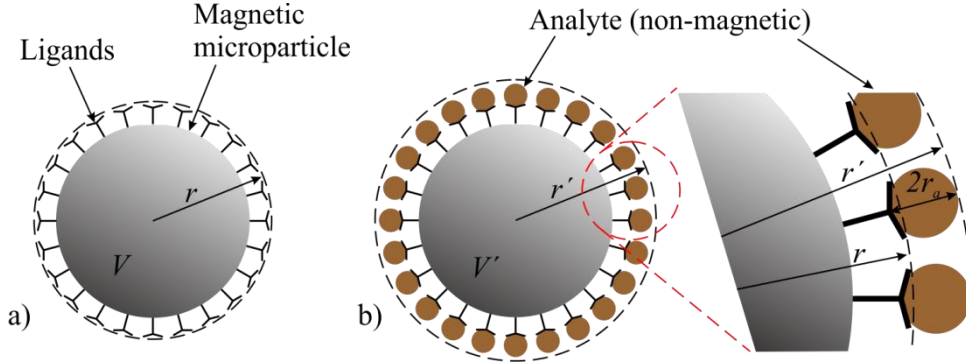 Ligands
Magnetic
microparticle
r
V
a)
Analyte (non-magnetic)
r′
V′
b)
r′
2rₐ
r